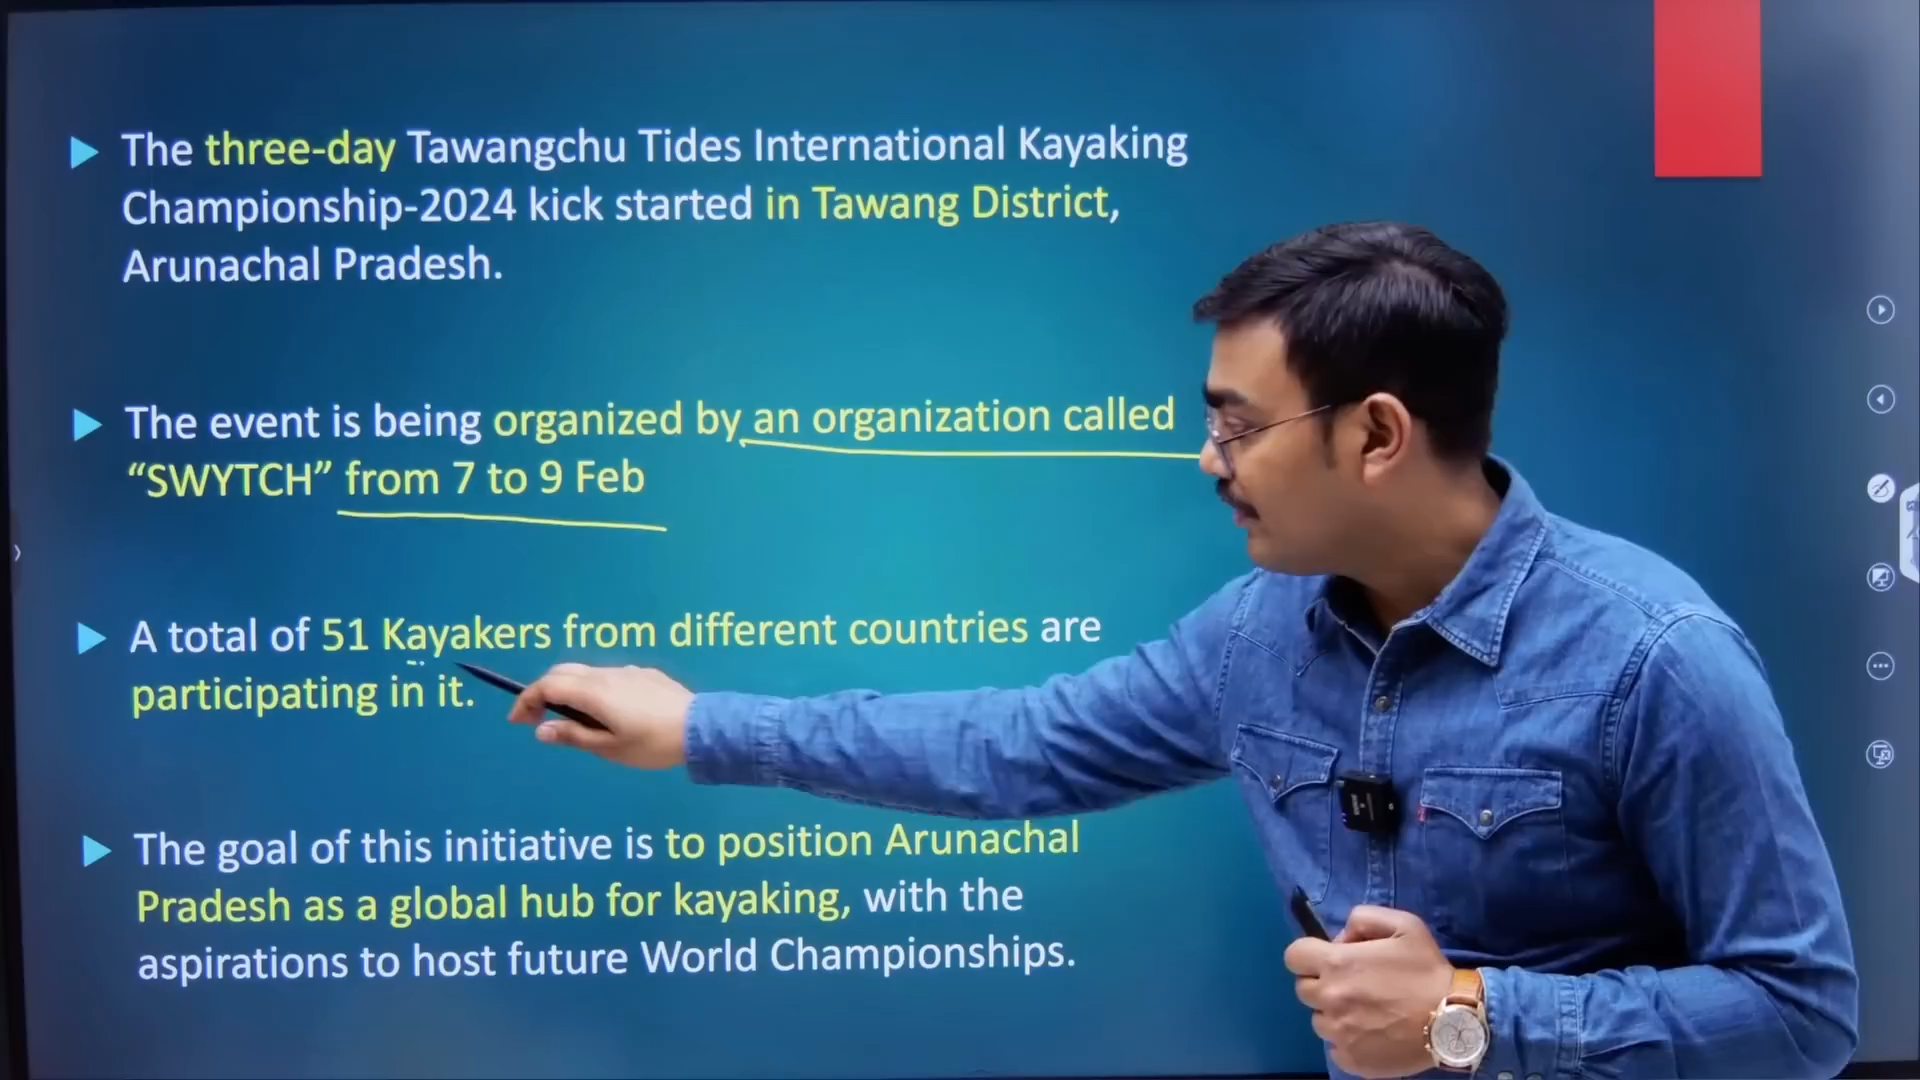 The three-day Tawangchu Tides International Kayaking
Championship-2024 kick started in Tawang District,
Arunachal Pradesh.
The event is being organized by an organization called
“SWYTCH” from 7 to 9 Feb
A total of 51 Kayakers from different countries are
participating in it.
The goal of this initiative is to position Arunachal
Pradesh as a global hub for kayaking, with the
aspirations to host future World Championships.